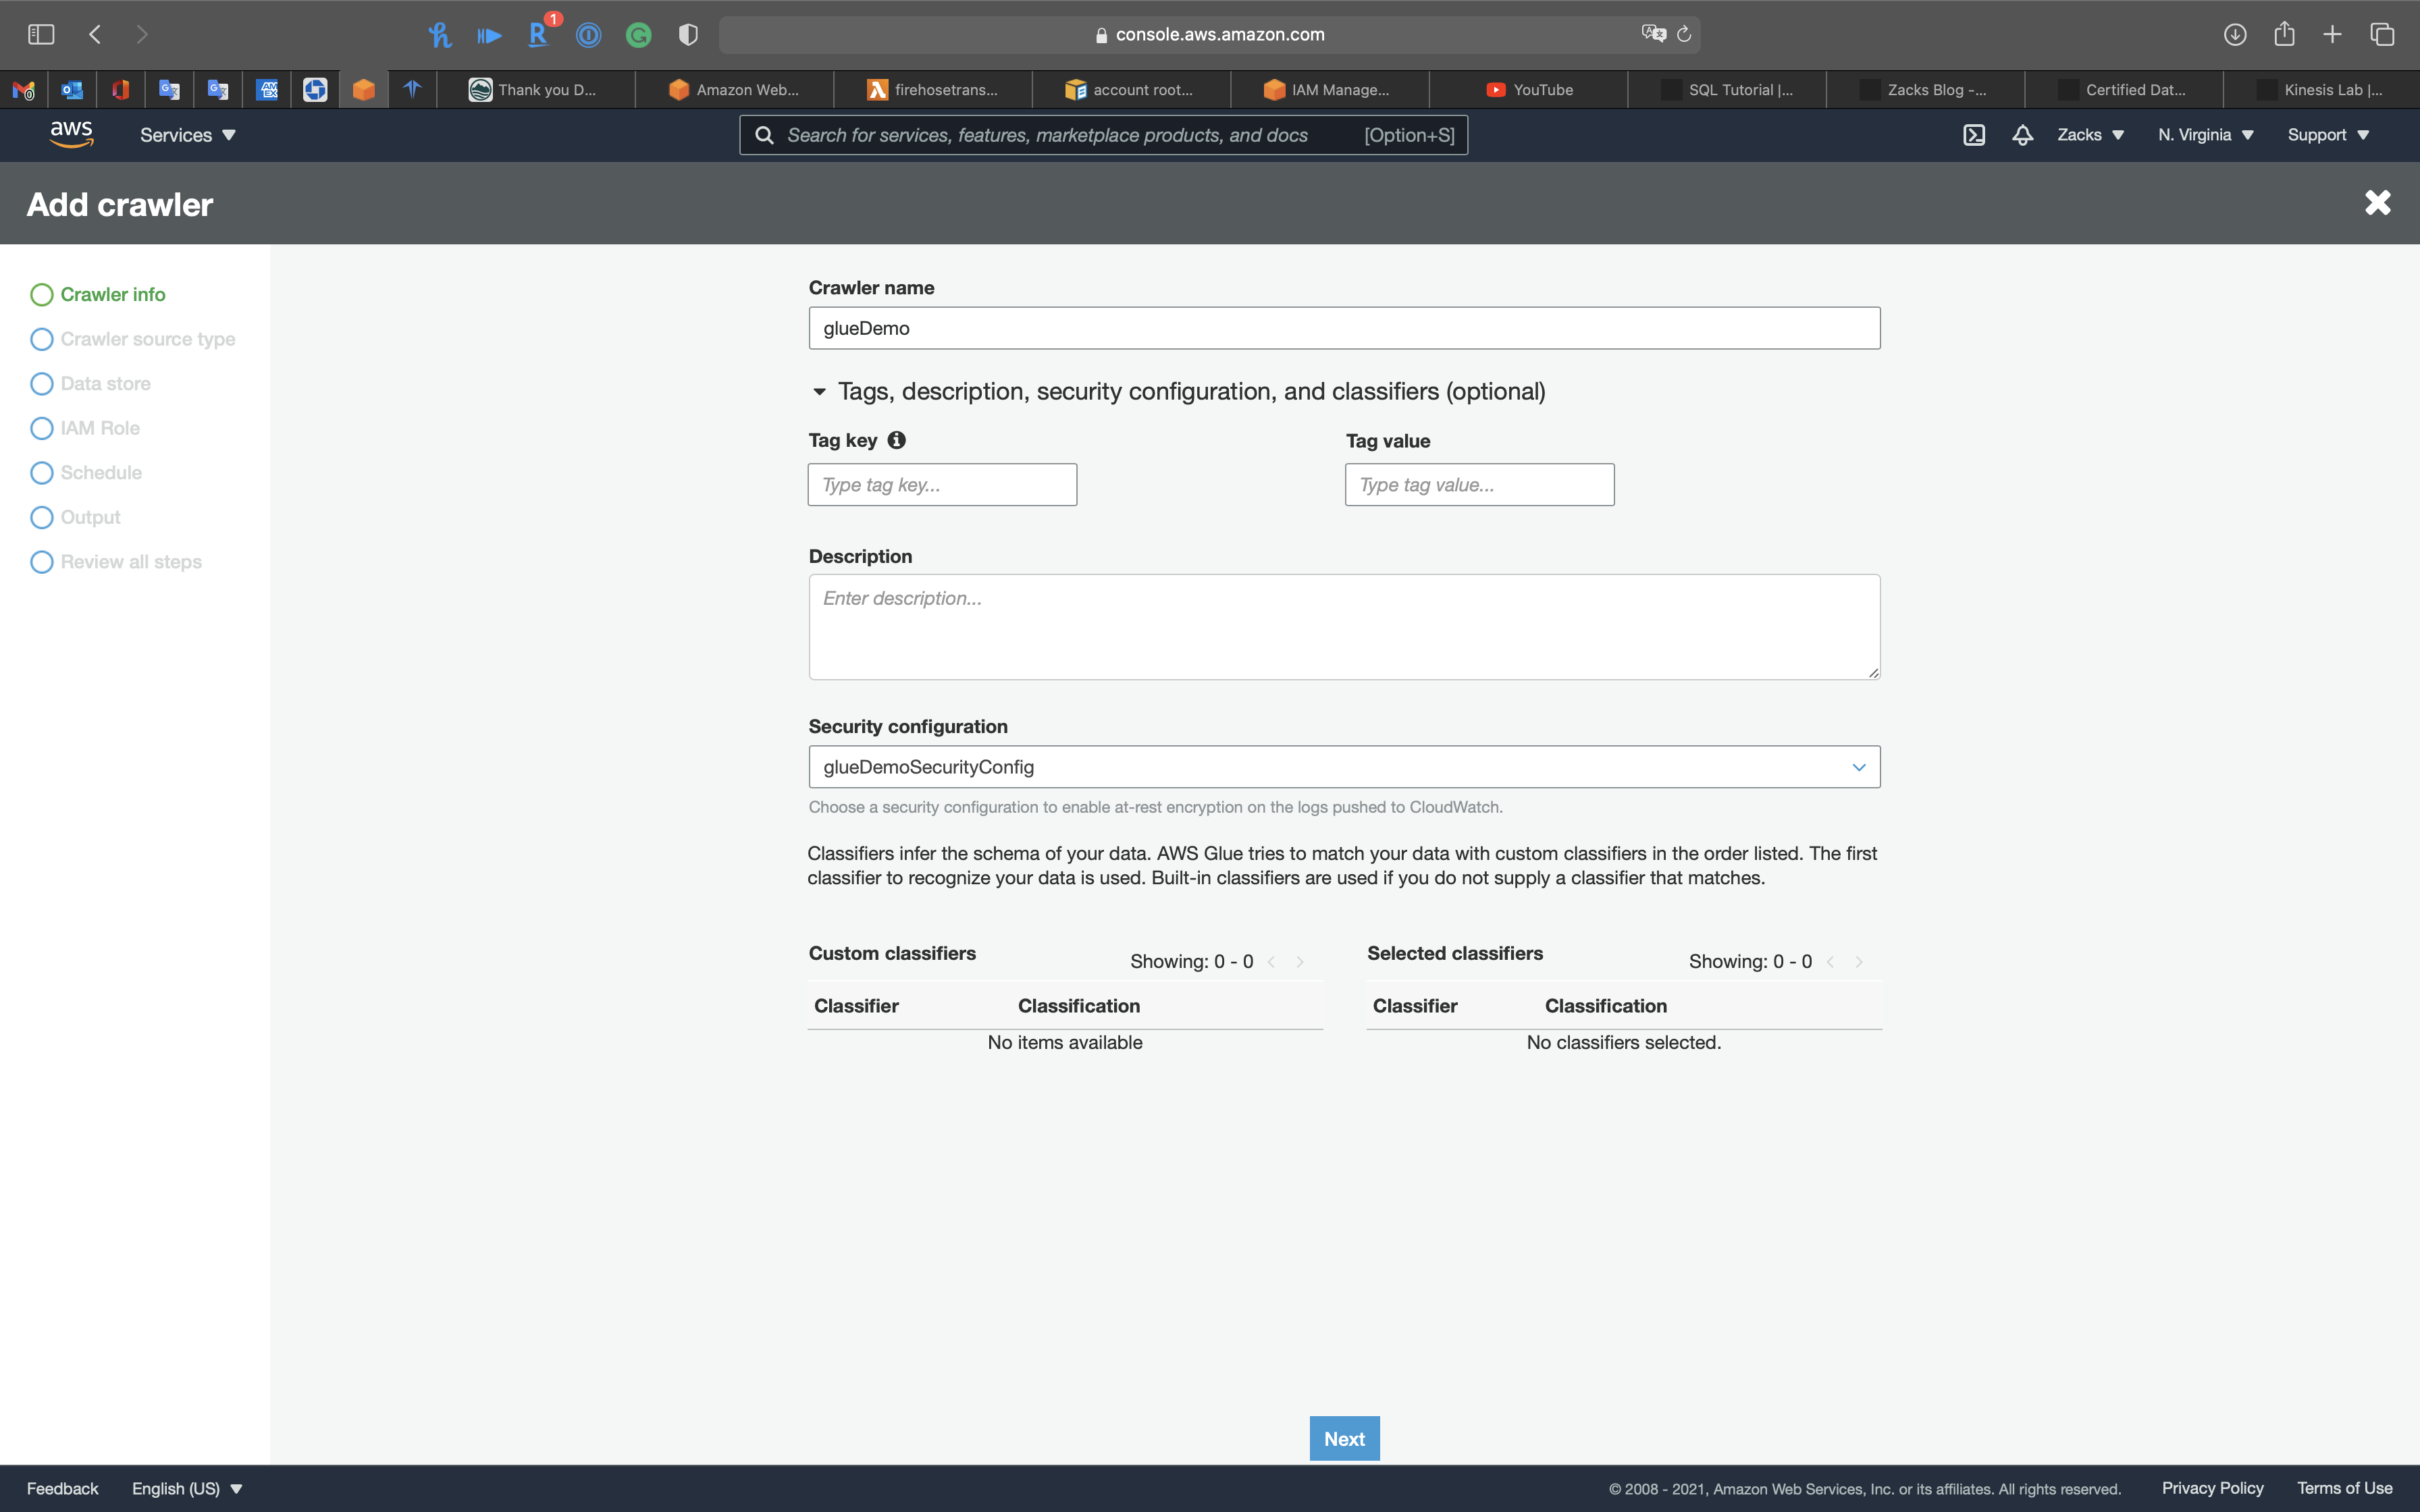 1
console.aws.amazon.com
Thank you D...
Amazon Web...
firehosetrans...
account root...
IAM Manage...
YouTube
SQL Tutorial |...
Zacks Blog -...
Certified Dat...
Kinesis Lab |...
aws
Services
Search for services, features, marketplace products, and docs
[Option+S]
Zacks
N. Virginia
Support
Add crawler
Crawler info
Crawler source type
Data store
IAM Role
Schedule
Output
Review all steps
Crawler name
glueDemo
Tags, description, security configuration, and classifiers (optional)
Tag key
Tag value
Type tag key...
Type tag value...
Description
Enter description...
Security configuration
glueDemoSecurityConfig
Choose a security configuration to enable at-rest encryption on the logs pushed to CloudWatch.
Classifiers infer the schema of your data. AWS Glue tries to match your data with custom classifiers in the order listed. The first
classifier to recognize your data is used. Built-in classifiers are used if you do not supply a classifier that matches.
Custom classifiers
Showing: 0 - 0
Selected classifiers
Showing: 0 - 0
Classifier
Classification
Classifier
Classification
No items available
No classifiers selected.
Next
Feedback
English (US)
© 2008 - 2021, Amazon Web Services, Inc. or its affiliates. All rights reserved.
Privacy Policy
Terms of Use